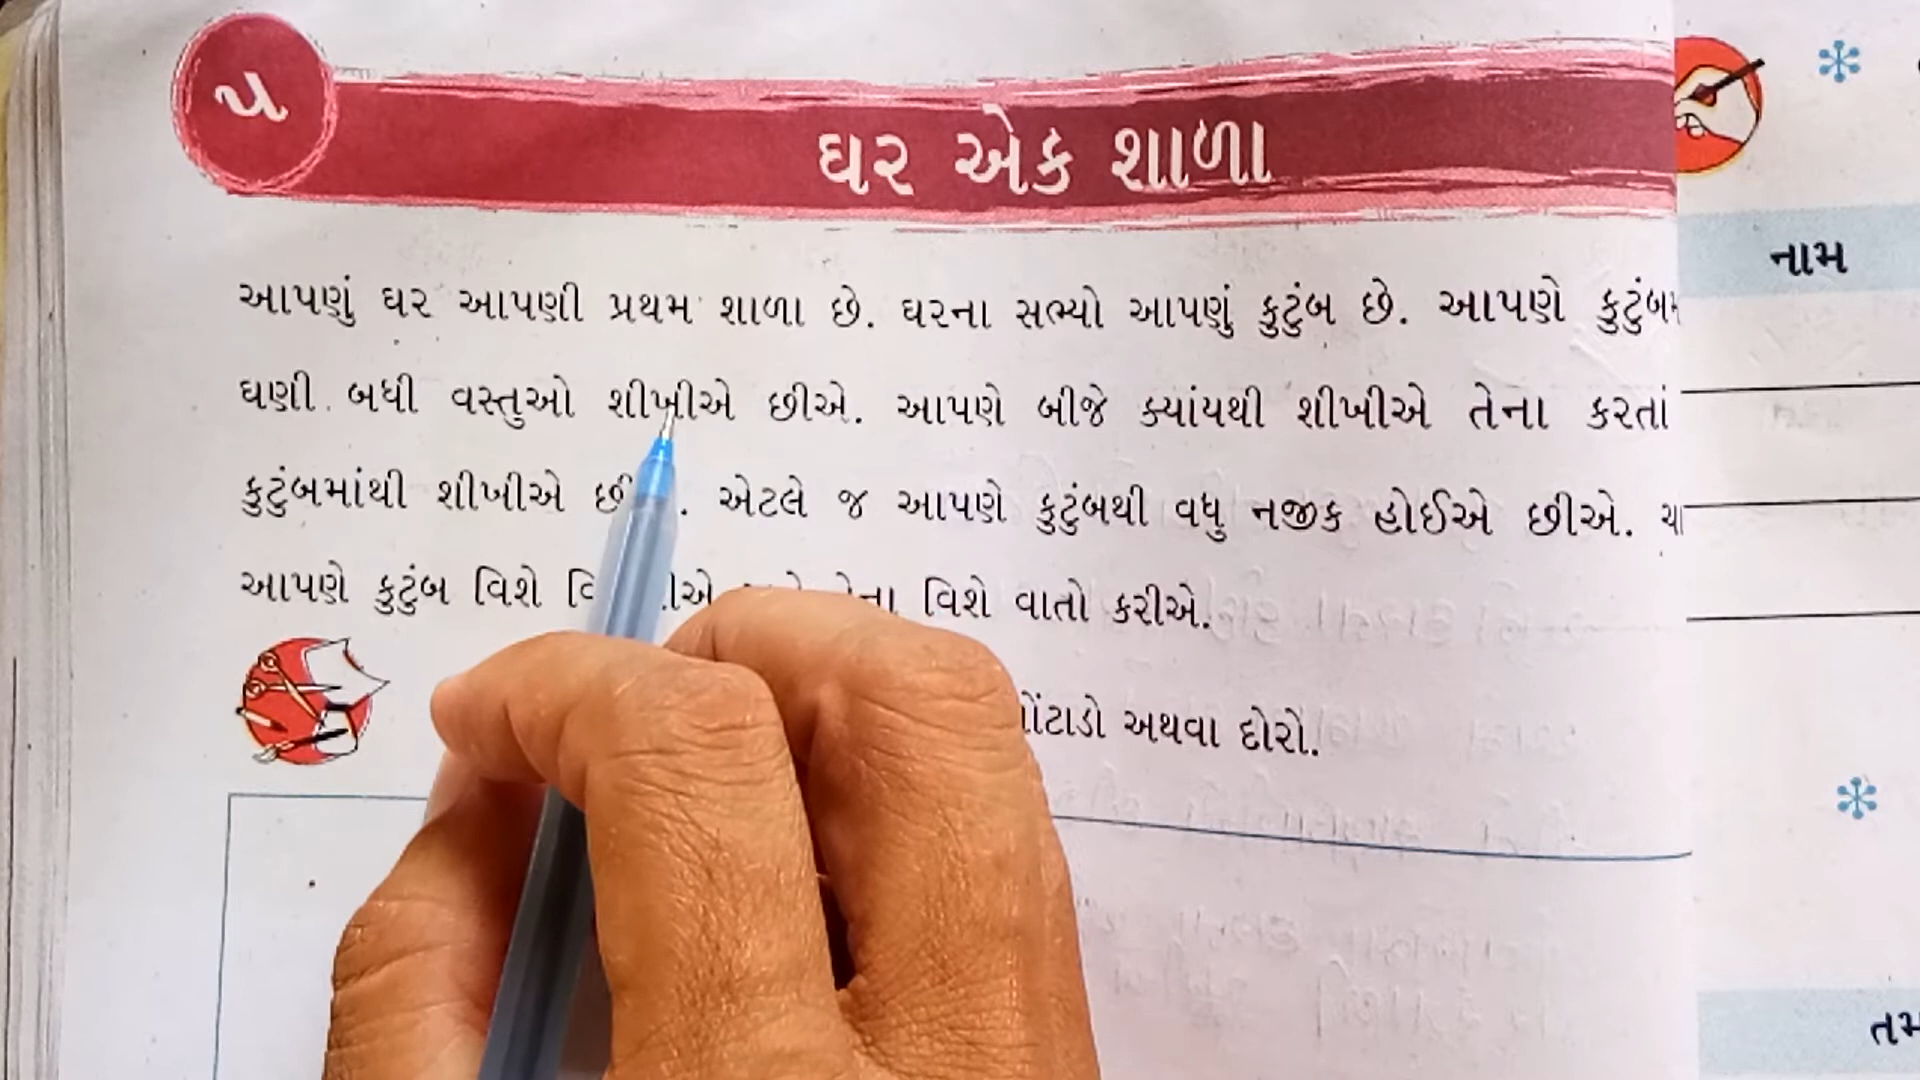 ૫
ઘર એક શાળા
આપણું ઘર આપણી પ્રથમ શાળા છે. ઘરના સભ્યો આપણું કુટુંબ છે. આપણે
ઘણી બધી વસ્તુઓ શીખીએ છીએ. આપણે બીજે ક્યાંયથી શીખીએ તેના કરતાં
કુટુંબમાંથી શીખીએ . એટલે જ આપણે કુટુંબથી વધુ નજીક હોઈએ છીએ.
આપણે કુટુંબ વિશે વિશે વાતો કરીએ.
અથવા દોરો.
નામ